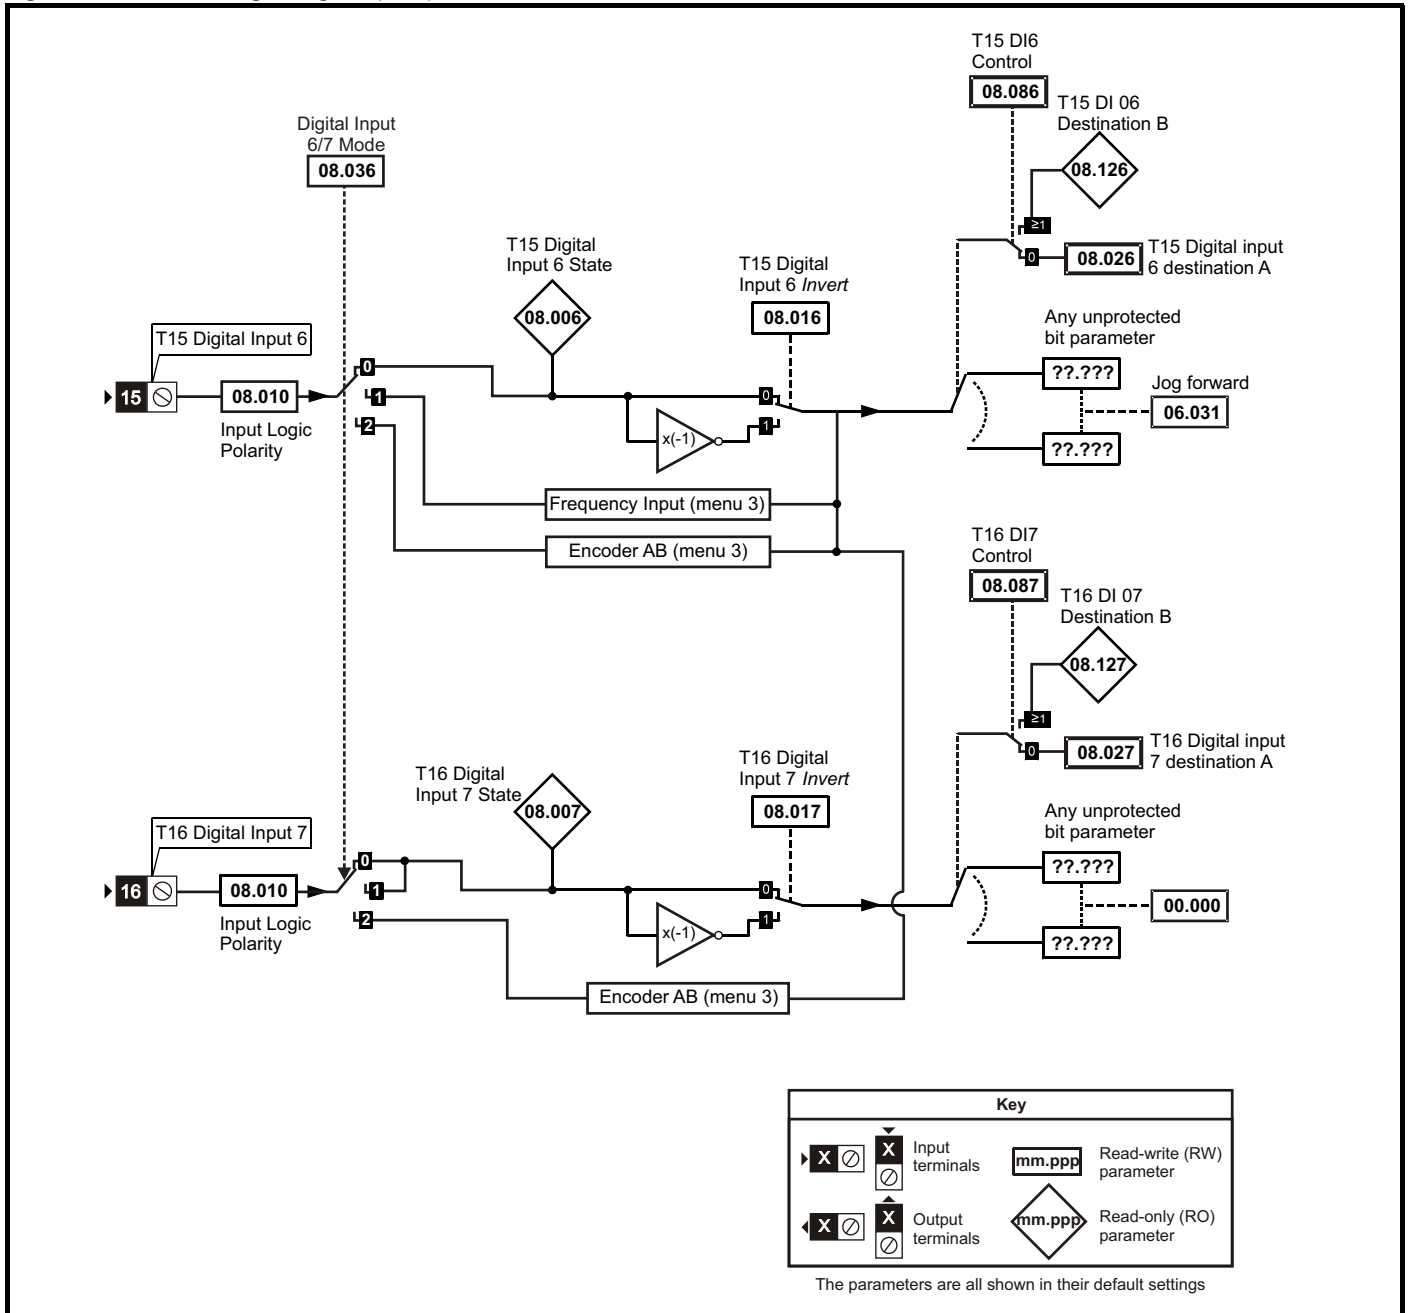 T15 DI6
Control
08.086
T15 DI 06
Destination B
08.126
≥1
0
08.026
T15 Digital input
6 destination A
Digital Input
6/7 Mode
08.036
T15 Digital
Input 6 State
08.006
T15 Digital
Input 6 Invert
08.016
Any unprotected
bit parameter
??.???
??.???
Jog forward
06.031
T15 Digital Input 6
15
08.010
Input Logic
Polarity
0
1
2
x(-1)
0
1
Frequency Input (menu 3)
Encoder AB (menu 3)
T16 DI7
Control
08.087
T16 DI 07
Destination B
08.127
≥1
0
08.027
T16 Digital input
7 destination A
T16 Digital
Input 7 State
08.007
T16 Digital
Input 7 Invert
08.017
Any unprotected
bit parameter
??.???
??.???
00.000
T16 Digital Input 7
16
08.010
Input Logic
Polarity
0
1
2
x(-1)
0
1
Encoder AB (menu 3)
Key
X
X
Input
terminals
mm.ppp
Read-write (RW)
parameter
X
X
Output
terminals
mm.ppp
Read-only (RO)
parameter
The parameters are all shown in their default settings